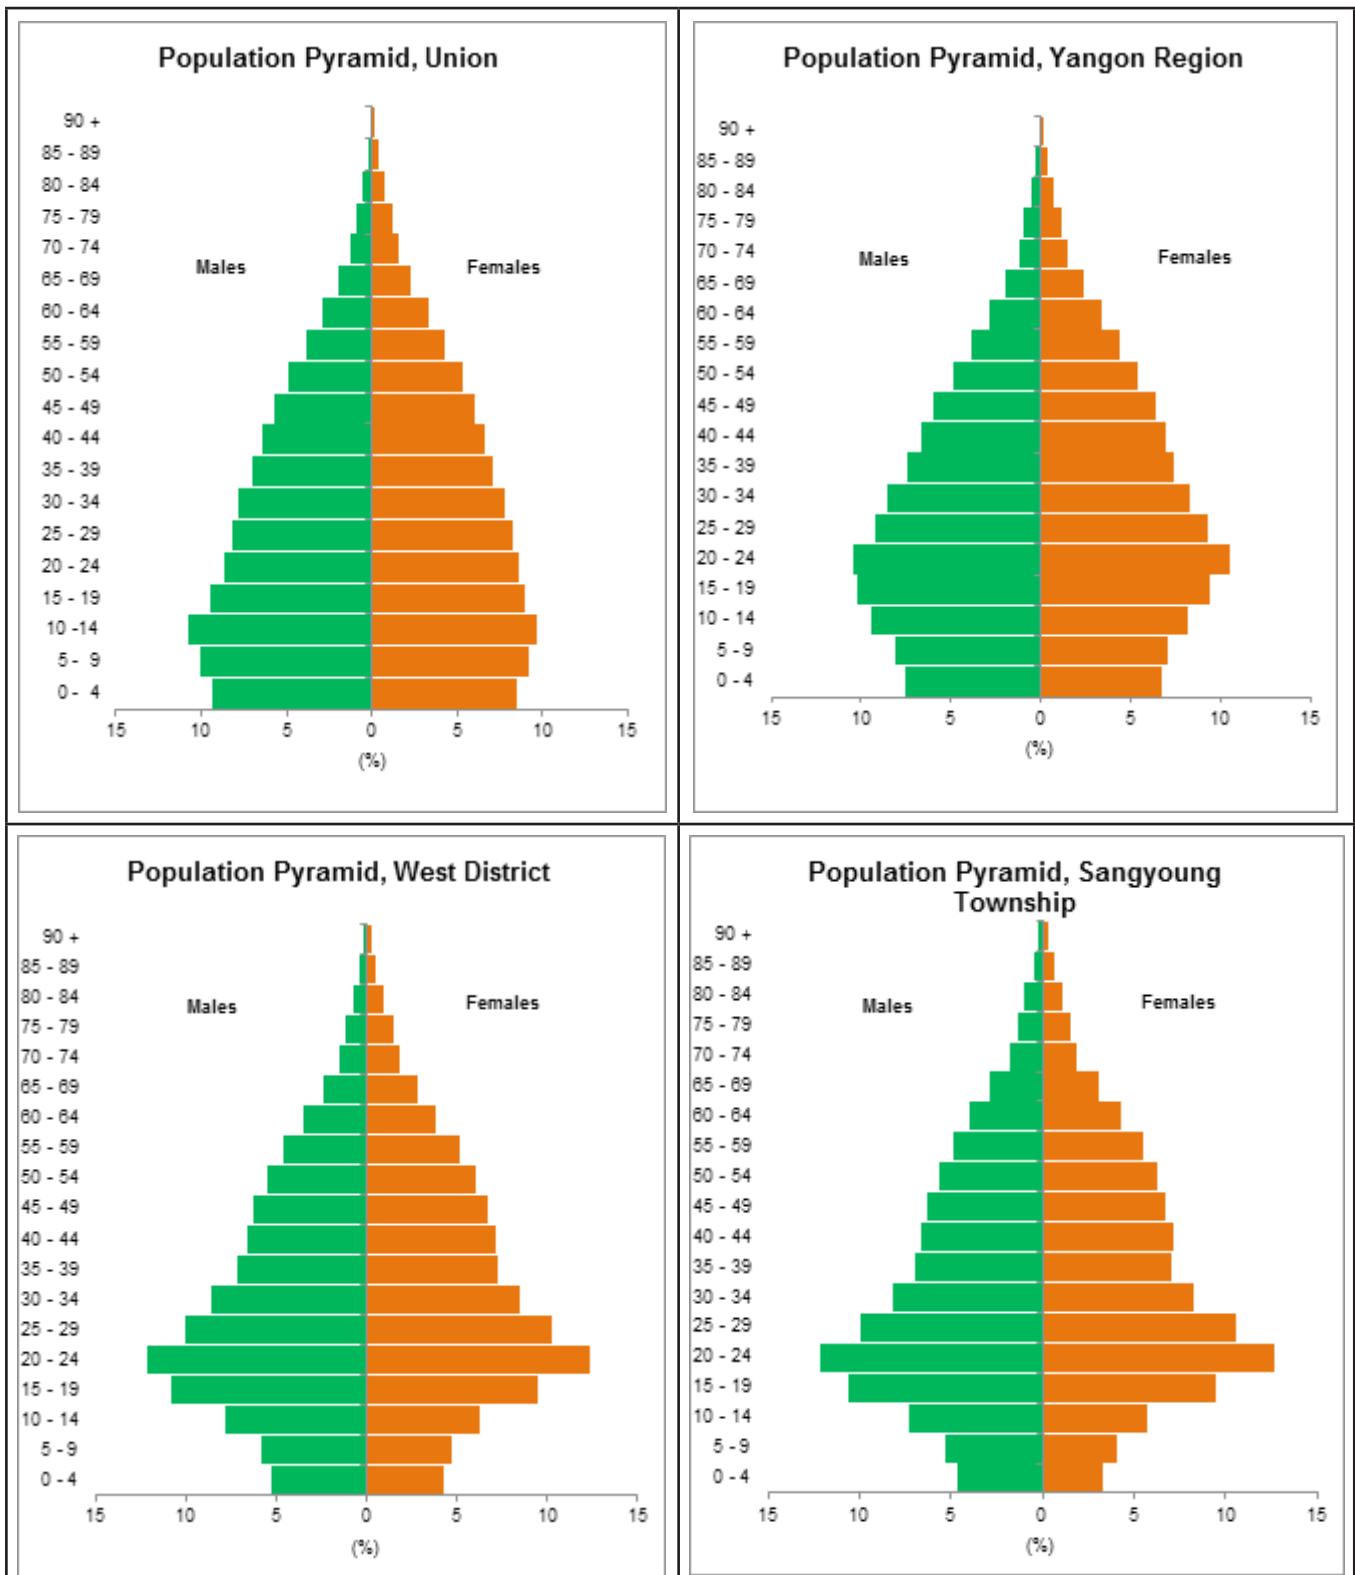 Population Pyramid, Union
90 +
85 - 89
80 - 84
75 - 79
70 - 74
65 - 69
60 - 64
55 - 59
50 - 54
45 - 49
40 - 44
35 - 39
30 - 34
25 - 29
20 - 24
15 - 19
10 -14
5 - 9
0 - 4
Males
Females
15 10 5 0 5 10 15
(%)
Population Pyramid, Yangon Region
90 +
85 - 89
80 - 84
75 - 79
70 - 74
65 - 69
60 - 64
55 - 59
50 - 54
45 - 49
40 - 44
35 - 39
30 - 34
25 - 29
20 - 24
15 - 19
10 - 14
5 - 9
0 - 4
Males
Females
15 10 5 0 5 10 15
(%)
Population Pyramid, West District
90 +
85 - 89
80 - 84
75 - 79
70 - 74
65 - 69
60 - 64
55 - 59
50 - 54
45 - 49
40 - 44
35 - 39
30 - 34
25 - 29
20 - 24
15 - 19
10 - 14
5 - 9
0 - 4
Males
Females
15 10 5 0 5 10 15
(%)
Population Pyramid, Sangyoung
Township
90 +
85 - 89
80 - 84
75 - 79
70 - 74
65 - 69
60 - 64
55 - 59
50 - 54
45 - 49
40 - 44
35 - 39
30 - 34
25 - 29
20 - 24
15 - 19
10 - 14
5 - 9
0 - 4
Males
Females
15 10 5 0 5 10 15
(%)